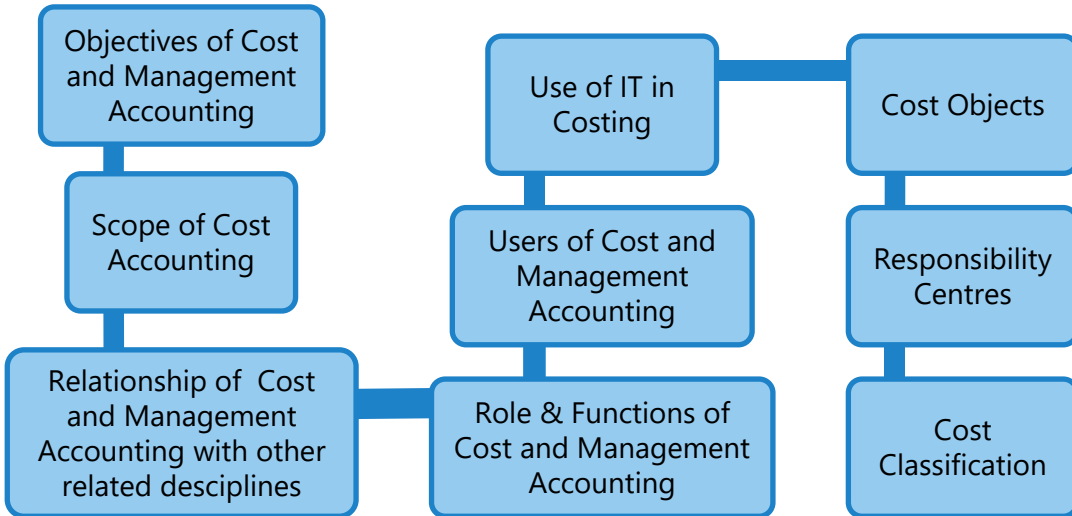 Objectives of Cost
and Management
Accounting
Scope of Cost
Accounting
Relationship of  Cost
and Management
Accounting with other
related desciplines
Role & Functions of
Cost and Management
Accounting
Users of Cost and
Management
Accounting
Use of IT in
Costing
Cost Objects
Responsibility
Centres
Cost
Classification